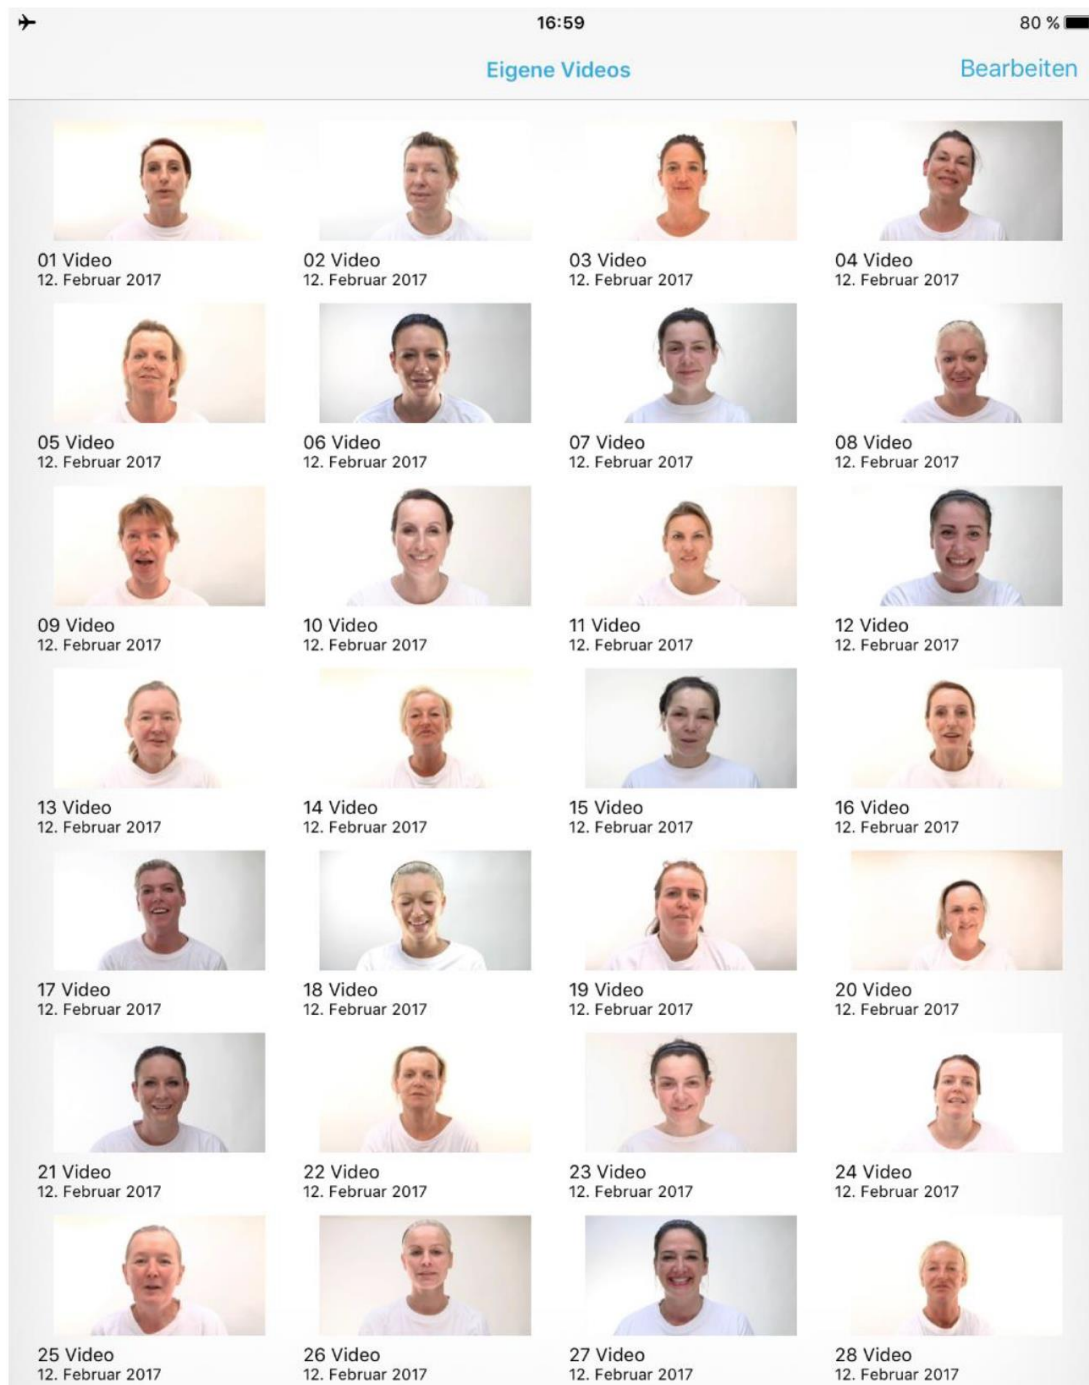 16:59
80 %
Eigene Videos
Bearbeiten
01 Video
12. Februar 2017
02 Video
12. Februar 2017
03 Video
12. Februar 2017
04 Video
12. Februar 2017
05 Video
12. Februar 2017
06 Video
12. Februar 2017
07 Video
12. Februar 2017
08 Video
12. Februar 2017
09 Video
12. Februar 2017
10 Video
12. Februar 2017
11 Video
12. Februar 2017
12 Video
12. Februar 2017
13 Video
12. Februar 2017
14 Video
12. Februar 2017
15 Video
12. Februar 2017
16 Video
12. Februar 2017
17 Video
12. Februar 2017
18 Video
12. Februar 2017
19 Video
12. Februar 2017
20 Video
12. Februar 2017
21 Video
12. Februar 2017
22 Video
12. Februar 2017
23 Video
12. Februar 2017
24 Video
12. Februar 2017
25 Video
12. Februar 2017
26 Video
12. Februar 2017
27 Video
12. Februar 2017
28 Video
12. Februar 2017